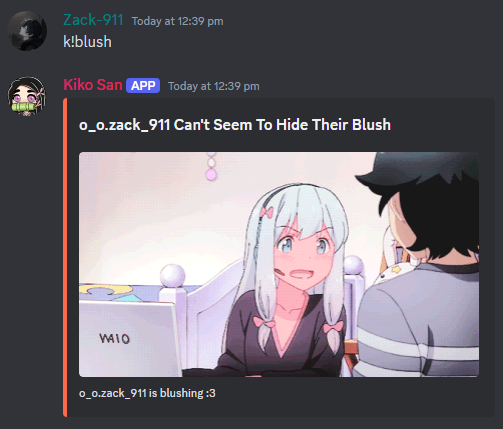 Zack-911 Today at 12:39 pm
k!blush
Kiko San APP Today at 12:39 pm
o_o.zack_911 Can't Seem To Hide Their Blush
WIO
o_o.zack_911 is blushing :3